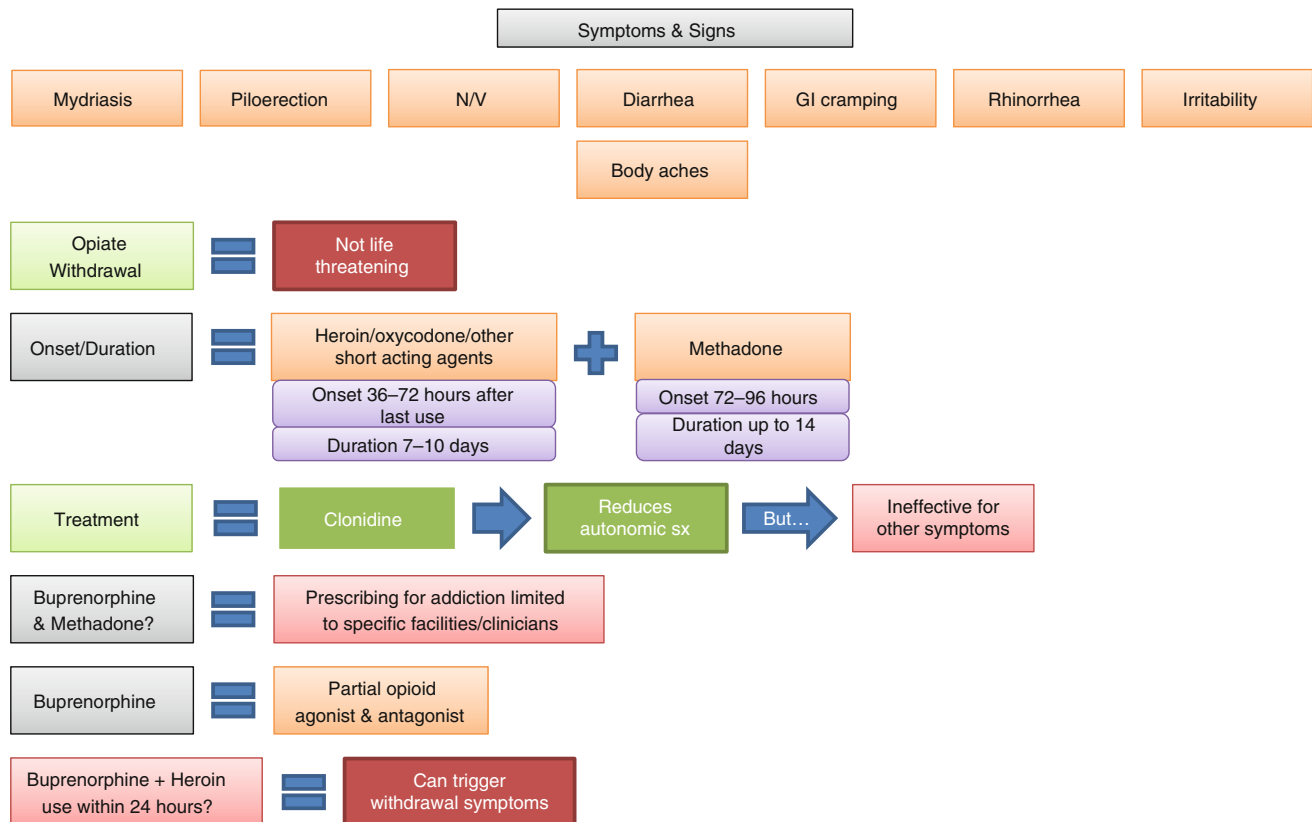 Symptoms & Signs
Mydriasis
Piloerection
N/V
Diarrhea
GI cramping
Rhinorrhea
Irritability
Body aches
Opiate
Withdrawal
Not life
threatening
Onset/Duration
Heroin/oxycodone/other
short acting agents
Methadone
Onset 36–72 hours after
last use
Duration 7–10 days
Onset 72–96 hours
Duration up to 14
days
Treatment
Clonidine
Reduces
autonomic sx
But…
Ineffective for
other symptoms
Buprenorphine
& Methadone?
Prescribing for addiction limited
to specific facilities/clinicians
Buprenorphine
Partial opioid
agonist & antagonist
Buprenorphine + Heroin
use within 24 hours?
Can trigger
withdrawal symptoms